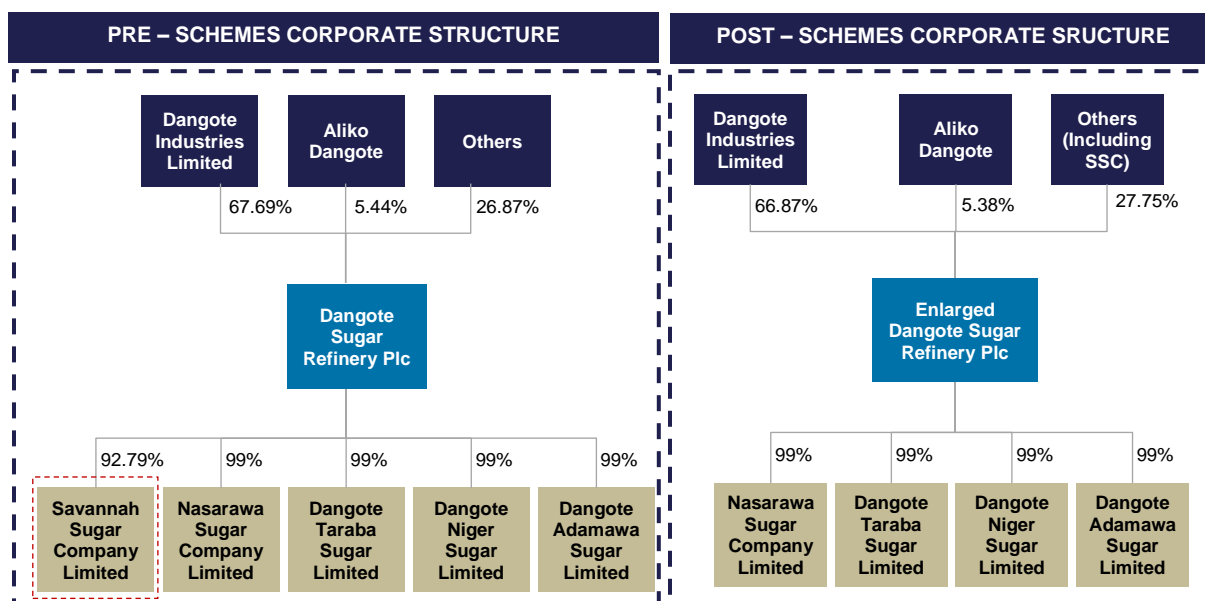 PRE – SCHEMES CORPORATE STRUCTURE
Dangote
Industries
Limited
Aliko
Dangote
Others
67.69%
5.44%
26.87%
Dangote
Sugar
Refinery Plc
92.79%
99%
99%
99%
99%
Savannah
Sugar
Company
Limited
Nasarawa
Sugar
Company
Limited
Dangote
Taraba
Sugar
Limited
Dangote
Niger
Sugar
Limited
Dangote
Adamawa
Sugar
Limited
POST – SCHEMES CORPORATE SRUCTURE
Dangote
Industries
Limited
Aliko
Dangote
Others
(Including
SSC)
66.87%
5.38%
27.75%
Enlarged
Dangote Sugar
Refinery Plc
99%
99%
99%
99%
Nasarawa
Sugar
Company
Limited
Dangote
Taraba
Sugar
Limited
Dangote
Niger
Sugar
Limited
Dangote
Adamawa
Sugar
Limited